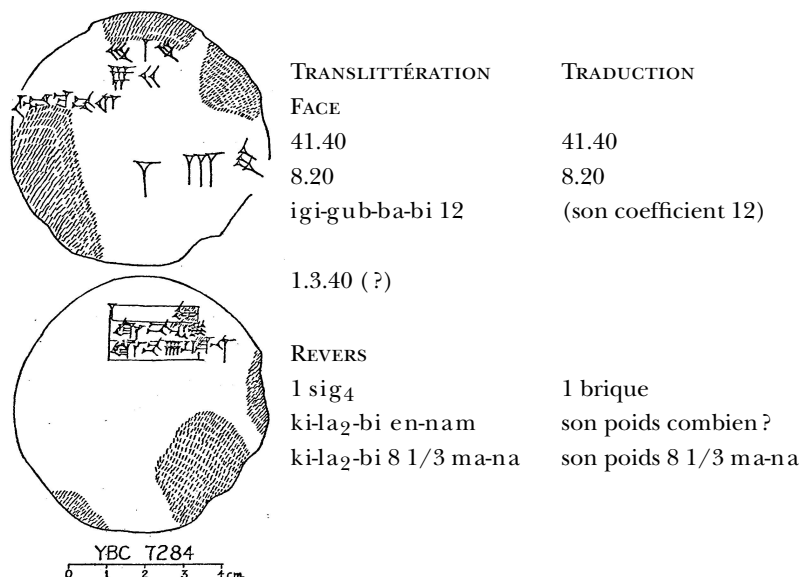 TRANSLITTÉRATION TRADUCTION
FACE
41.40 41.40
8.20 8.20
igi-gub-ba-bi 12 (son coefficient 12)
1.3.40 (?)
REVERS
1 sig₄ 1 brique
ki-la₂-bi en-nam son poids combien ?
ki-la₂-bi 8 1/3 ma-na son poids 8 1/3 ma-na
YBC 7284
0 1 2 3 4 cm